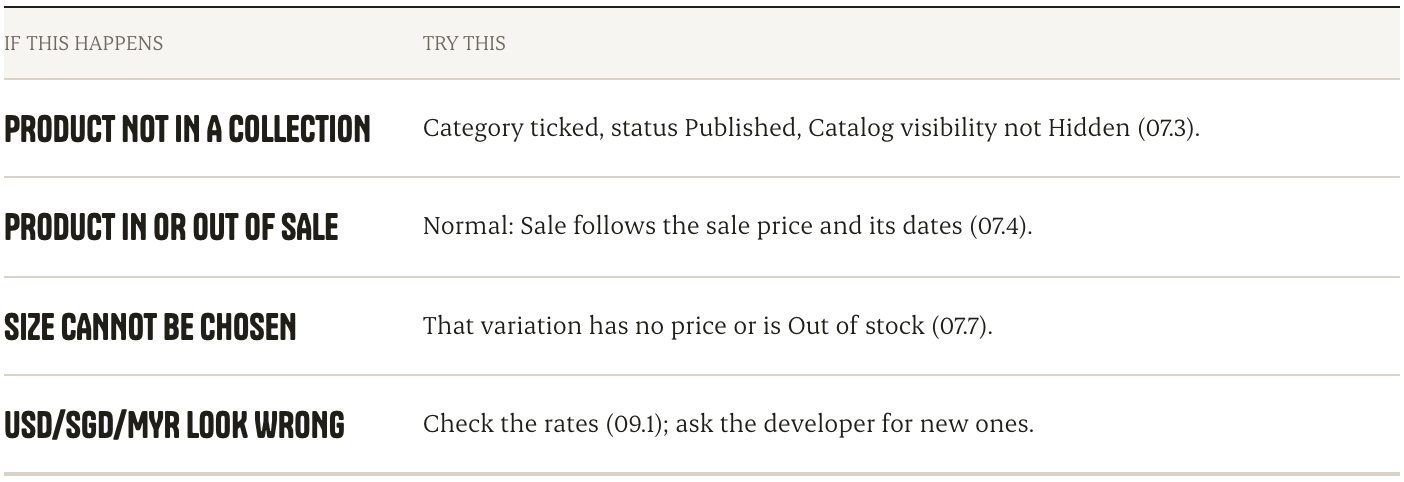 IF THIS HAPPENS TRY THIS
PRODUCT NOT IN A COLLECTION Category ticked, status Published, Catalog visibility not Hidden (07.3).
PRODUCT IN OR OUT OF SALE Normal: Sale follows the sale price and its dates (07.4).
SIZE CANNOT BE CHOSEN That variation has no price or is Out of stock (07.7).
USD/SGD/MYR LOOK WRONG Check the rates (09.1); ask the developer for new ones.